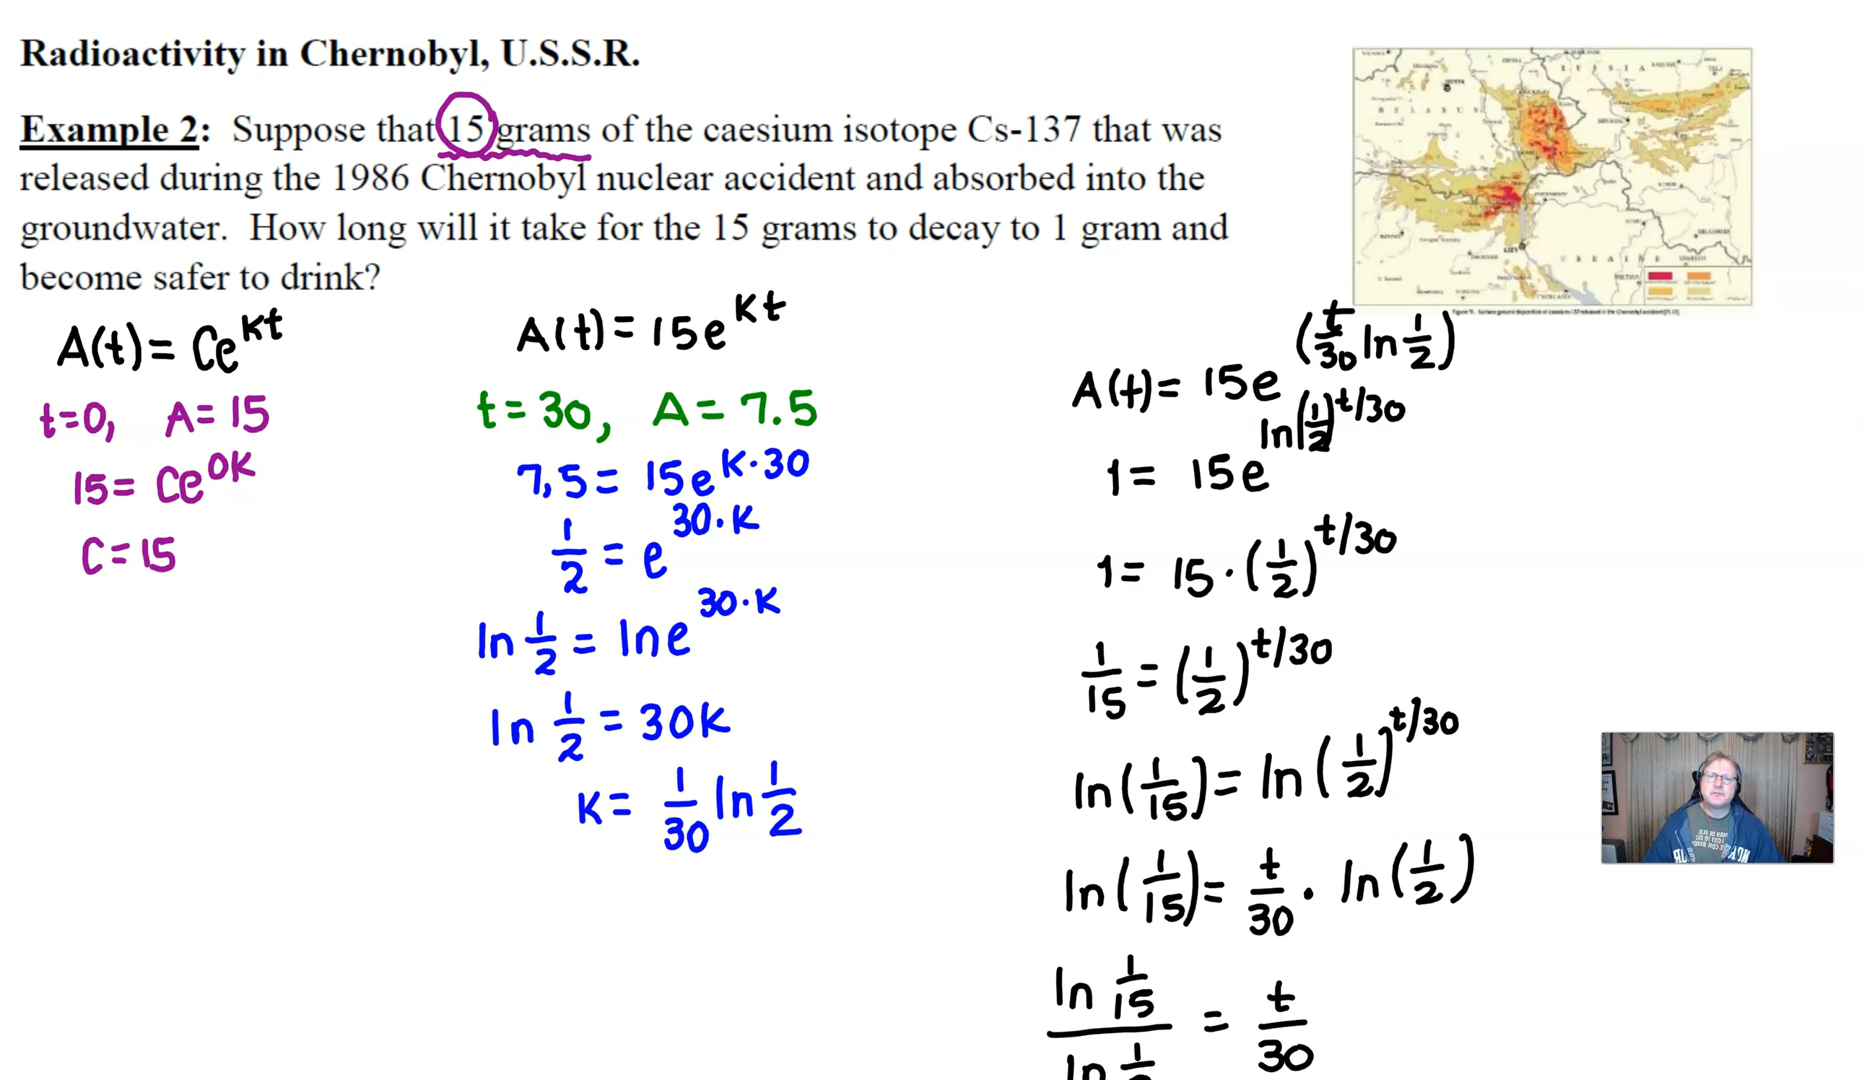 Radioactivity in Chernobyl, U.S.S.R.
Example 2: Suppose that 15 grams of the caesium isotope Cs-137 that was
released during the 1986 Chernobyl nuclear accident and absorbed into the
groundwater. How long will it take for the 15 grams to decay to 1 gram and
become safer to drink?
A(t)= Ce^kt
t=0, A=15
15= Ce^0K
C=15
A(t)= 15e^kt
t=30, A=7.5
7.5= 15e^K·30
1/2 = e^30·K
ln 1/2 = lne^30·K
ln 1/2 = 30K
K= 1/30 ln 1/2
A(t)= 15e^(t/30 ln 1/2)
1= 15e^ln(1/2)^t/30
1= 15·(1/2)^t/30
1/15 = (1/2)^t/30
ln(1/15)= ln(1/2)^t/30
ln(1/15)= t/30 · ln(1/2)
ln 1/15 / ln 1/2 = t/30